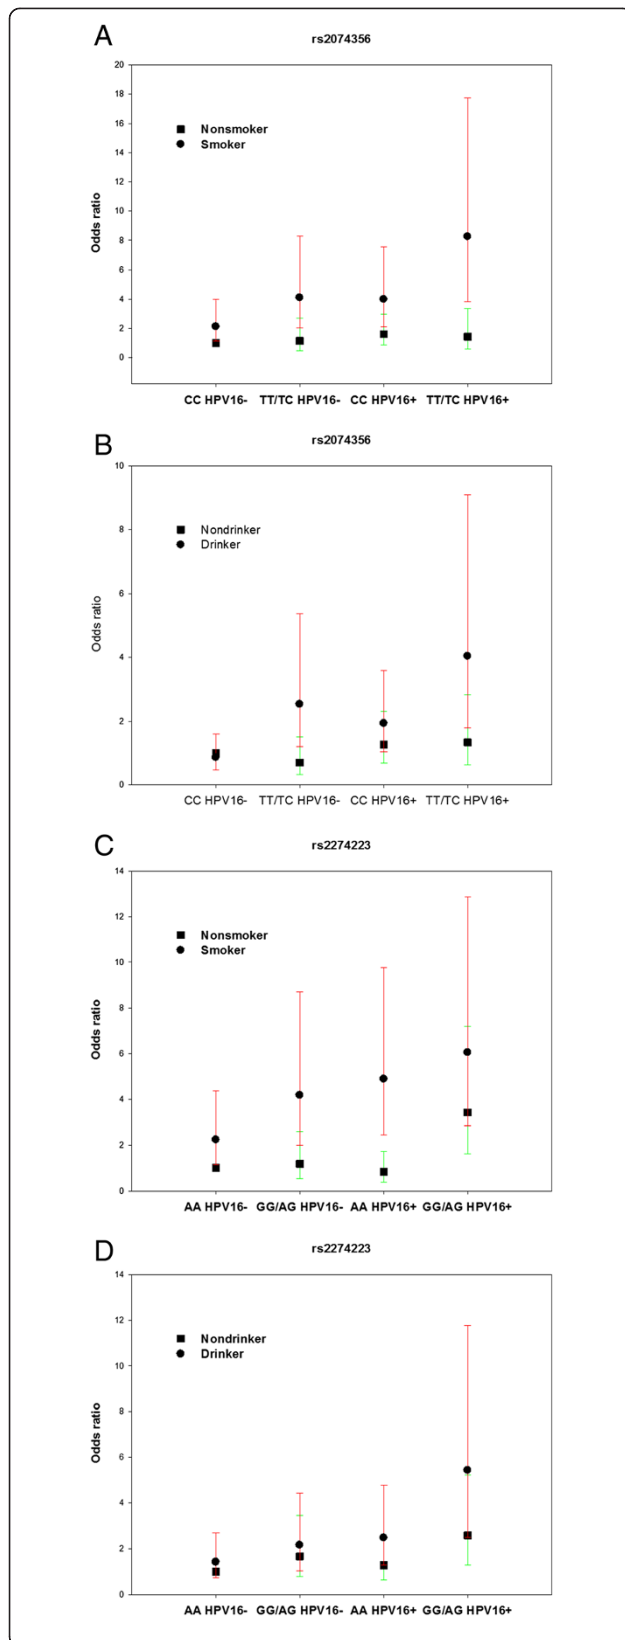 A
rs2074356
20
18
16
14
12
10
8
6
4
2
0
Odds ratio
Nonsmoker
Smoker
CC HPV16- TT/TC HPV16- CC HPV16+ TT/TC HPV16+
B
rs2074356
10
8
6
4
2
0
Odds ratio
Nondrinker
Drinker
CC HPV16- TT/TC HPV16- CC HPV16+ TT/TC HPV16+
C
rs2274223
14
12
10
8
6
4
2
0
Odds ratio
Nonsmoker
Smoker
AA HPV16- GG/AG HPV16- AA HPV16+ GG/AG HPV16+
D
rs2274223
14
12
10
8
6
4
2
0
Odds ratio
Nondrinker
Drinker
AA HPV16- GG/AG HPV16- AA HPV16+ GG/AG HPV16+